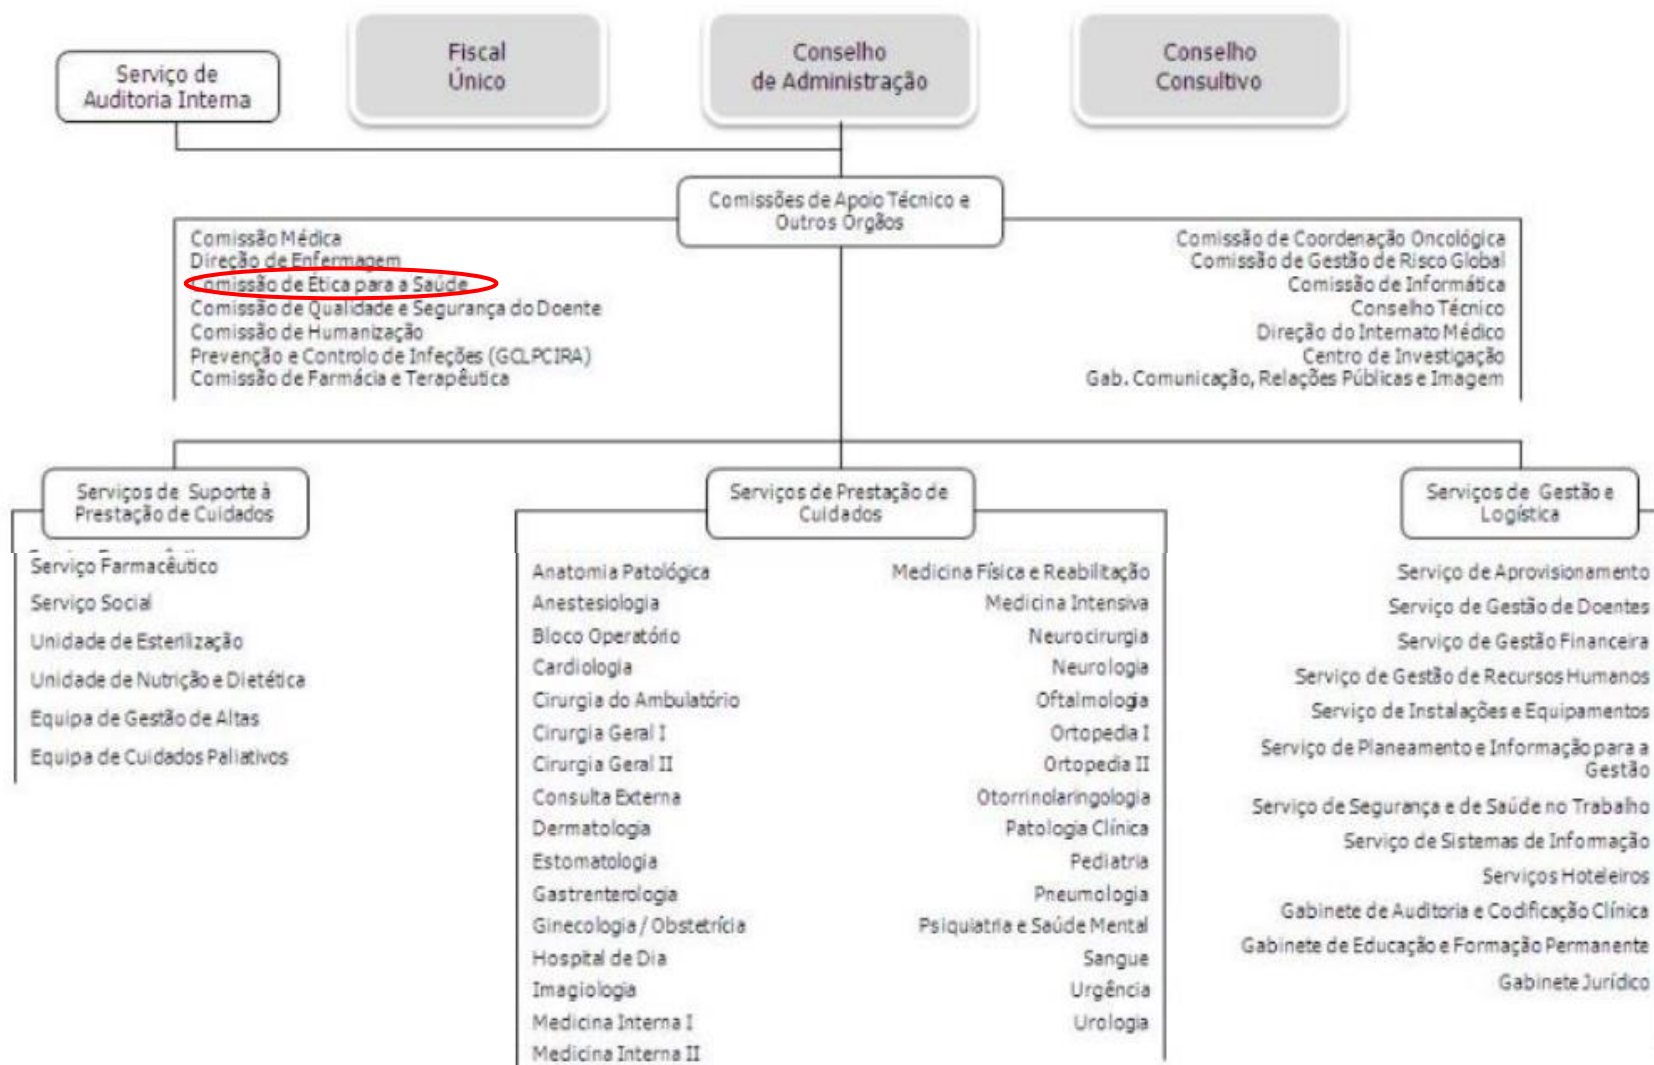 Serviço de
Auditoria Interna
Fiscal
Único
Conselho
de Administração
Conselho
Consultivo
Comissões de Apoio Técnico e
Outros Órgãos
Comissão Médica
Direção de Enfermagem
Comissão de Ética para a Saúde
Comissão de Qualidade e Segurança do Doente
Comissão de Humanização
Prevenção e Controlo de Infeções (GCLPCIRA)
Comissão de Farmácia e Terapêutica
Comissão de Coordenação Oncológica
Comissão de Gestão de Risco Global
Comissão de Informática
Conselho Técnico
Direção do Internato Médico
Centro de Investigação
Gab. Comunicação, Relações Públicas e Imagem
Serviços de Suporte à
Prestação de Cuidados
Serviço Farmacêutico
Serviço Social
Unidade de Esterilização
Unidade de Nutrição e Dietética
Equipa de Gestão de Altas
Equipa de Cuidados Paliativos
Serviços de Prestação de
Cuidados
Anatomia Patológica
Anestesiologia
Bloco Operatório
Cardiologia
Cirurgia do Ambulatório
Cirurgia Geral I
Cirurgia Geral II
Consulta Externa
Dermatologia
Estomatologia
Gastrenterologia
Ginecologia / Obstetrícia
Hospital de Dia
Imagiologia
Medicina Interna I
Medicina Interna II
Medicina Física e Reabilitação
Medicina Intensiva
Neurocirurgia
Neurologia
Oftalmologia
Ortopedia I
Ortopedia II
Otorrinolaringologia
Patologia Clínica
Pediatria
Pneumologia
Psiquiatria e Saúde Mental
Sangue
Urgência
Urologia
Serviços de Gestão e
Logística
Serviço de Aprovisionamento
Serviço de Gestão de Doentes
Serviço de Gestão Financeira
Serviço de Gestão de Recursos Humanos
Serviço de Instalações e Equipamentos
Serviço de Planeamento e Informação para a
Gestão
Serviço de Segurança e de Saúde no Trabalho
Serviço de Sistemas de Informação
Serviços Hoteleiros
Gabinete de Auditoria e Codificação Clínica
Gabinete de Educação e Formação Permanente
Gabinete Jurídico